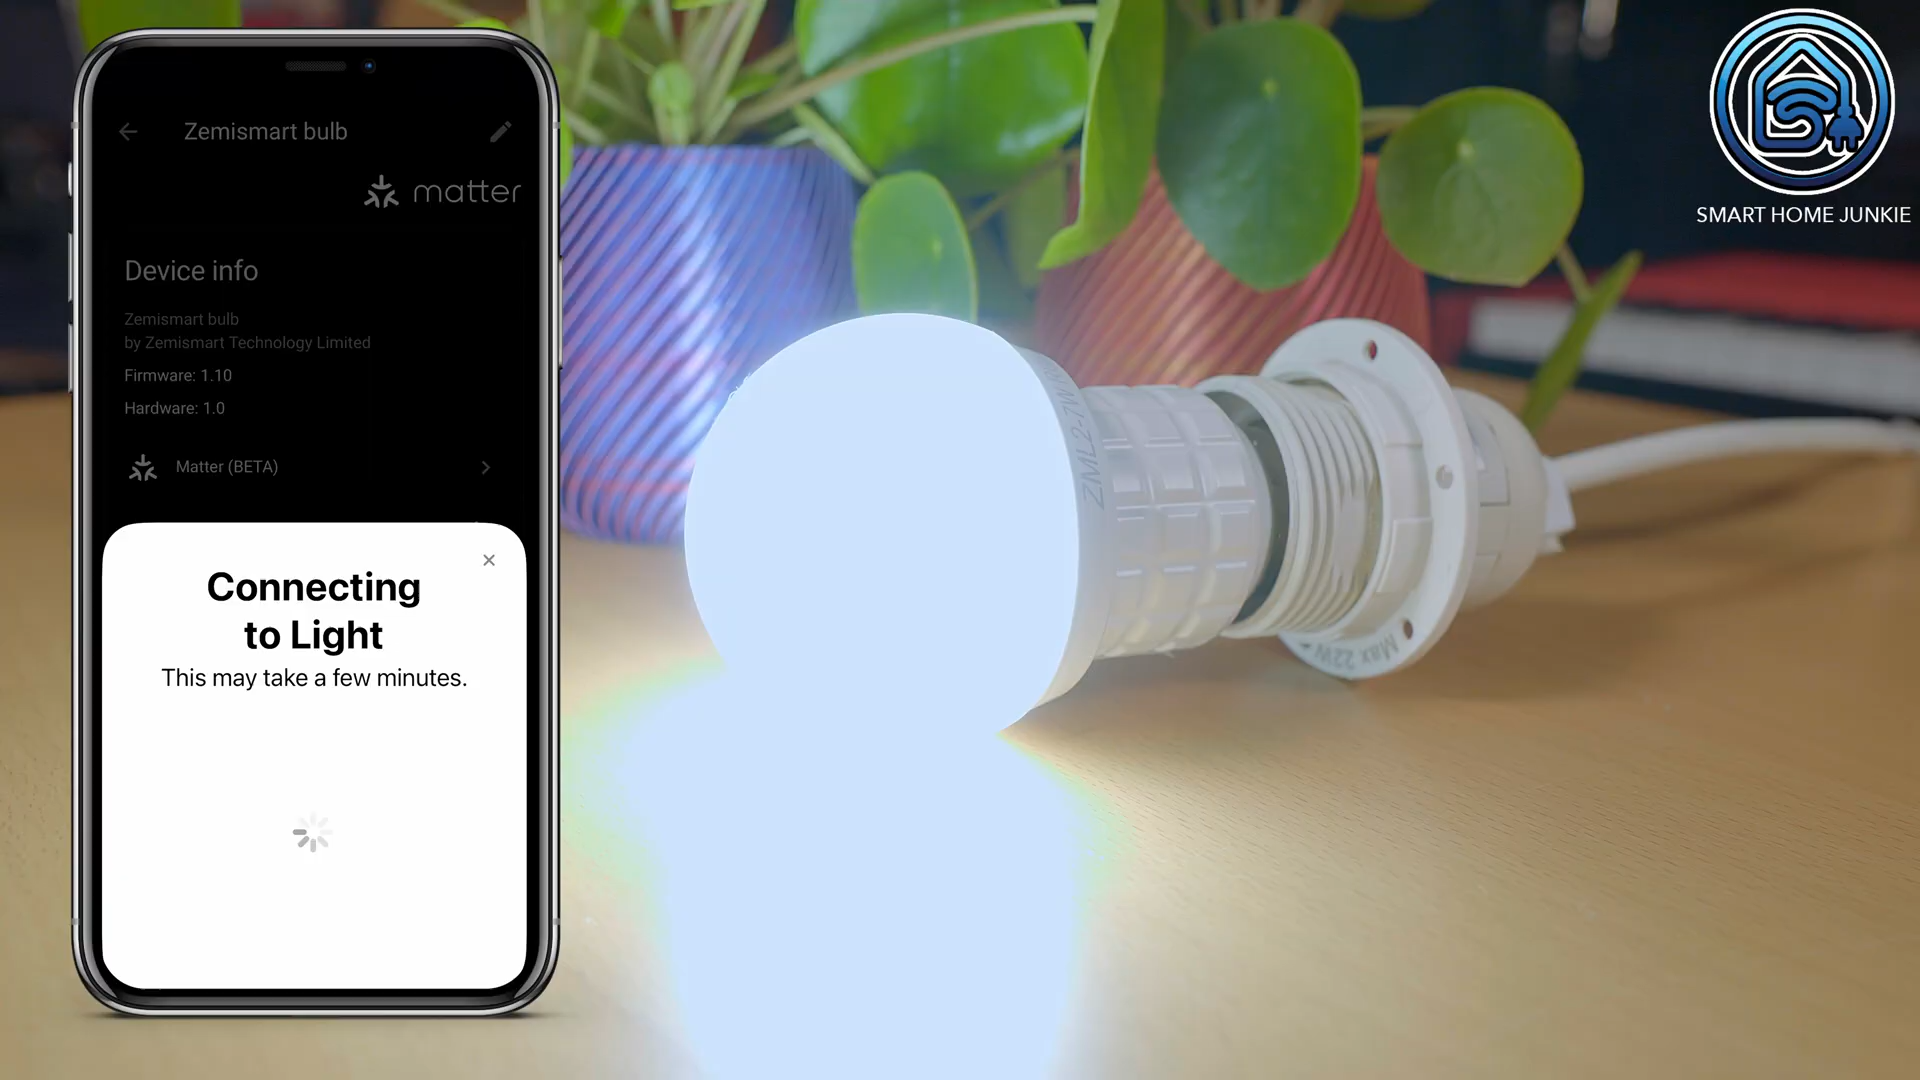 Zemismart bulb
matter
Device info
Zemismart bulb
by Zemismart Technology Limited
Firmware: 1.10
Hardware: 1.0
Matter (BETA)
Connecting
to Light
This may take a few minutes.
SMART HOME JUNKIE
Max 22W